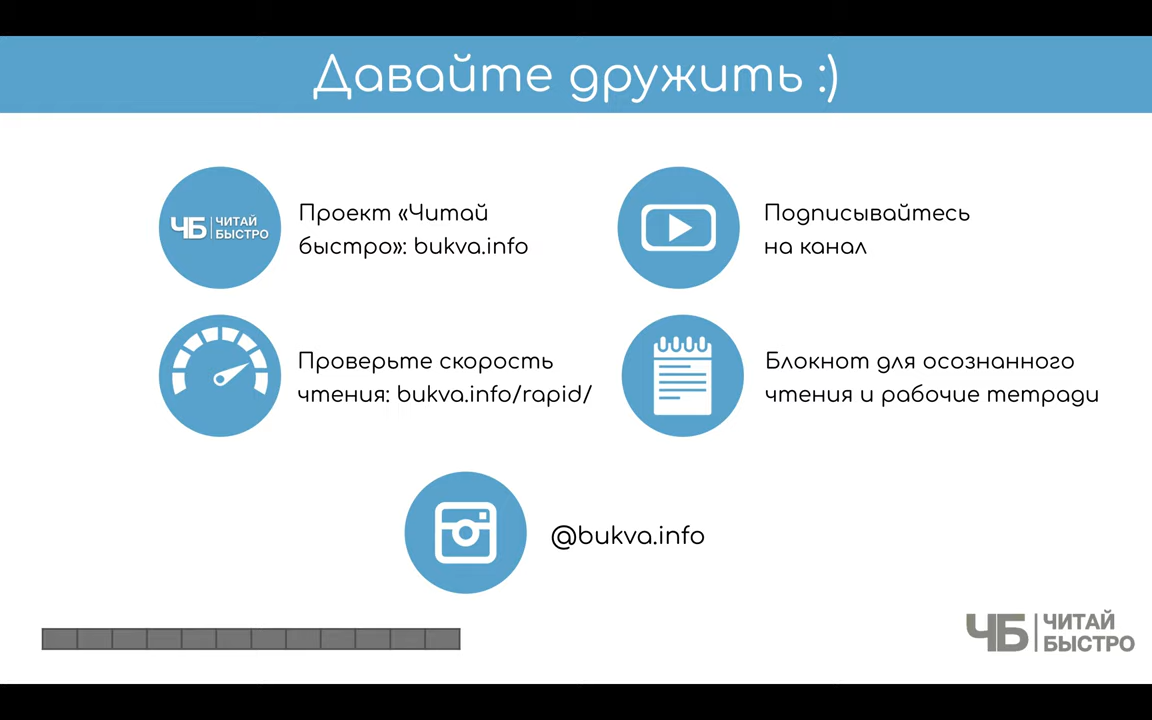 Давайте дружить :)
ЧБ ЧИТАЙ
БЫСТРО
Проект «Читай
быстро»: bukva.info
Подписывайтесь
на канал
Проверьте скорость
чтения: bukva.info/rapid/
Блокнот для осознанного
чтения и рабочие тетради
@bukva.info
ЧБ ЧИТАЙ
БЫСТРО